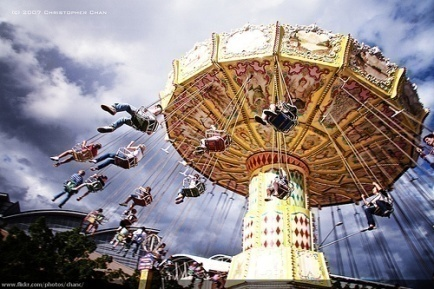 (c) 2007 Christopher Chan
www.flickr.com/photos/chanc/